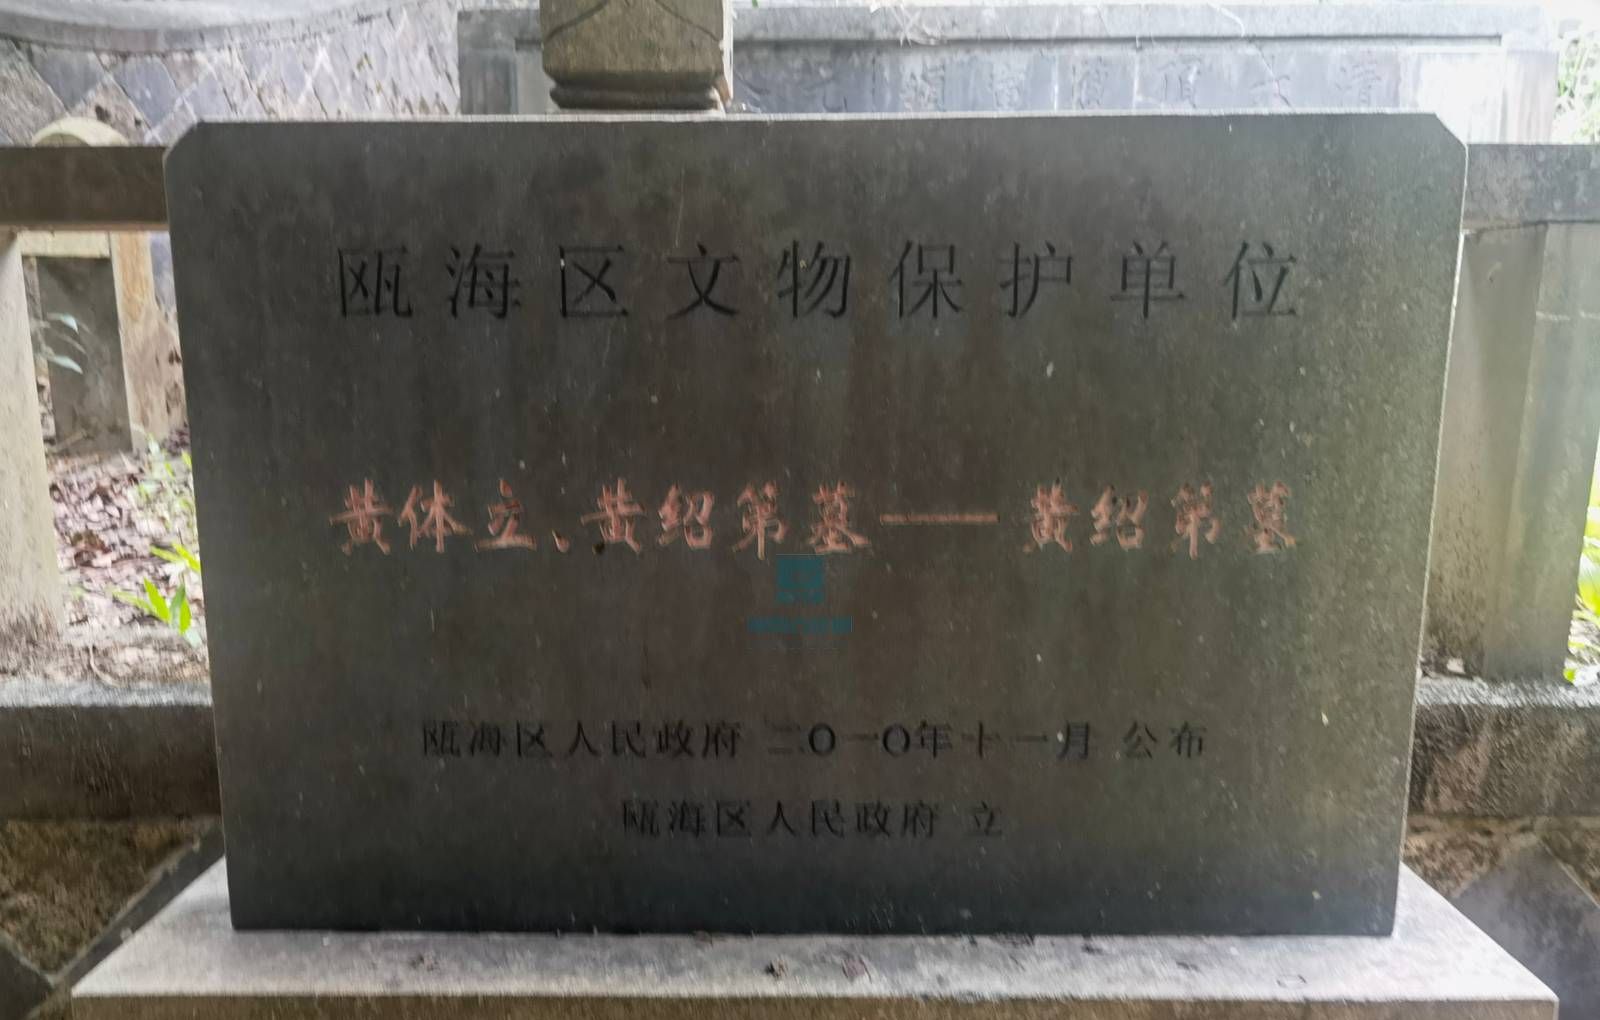 瓯海区文物保护单位
黄体立、黄绍第墓——黄绍第墓
瓯海区人民政府 二〇一〇年十一月 公布
瓯海区人民政府 立